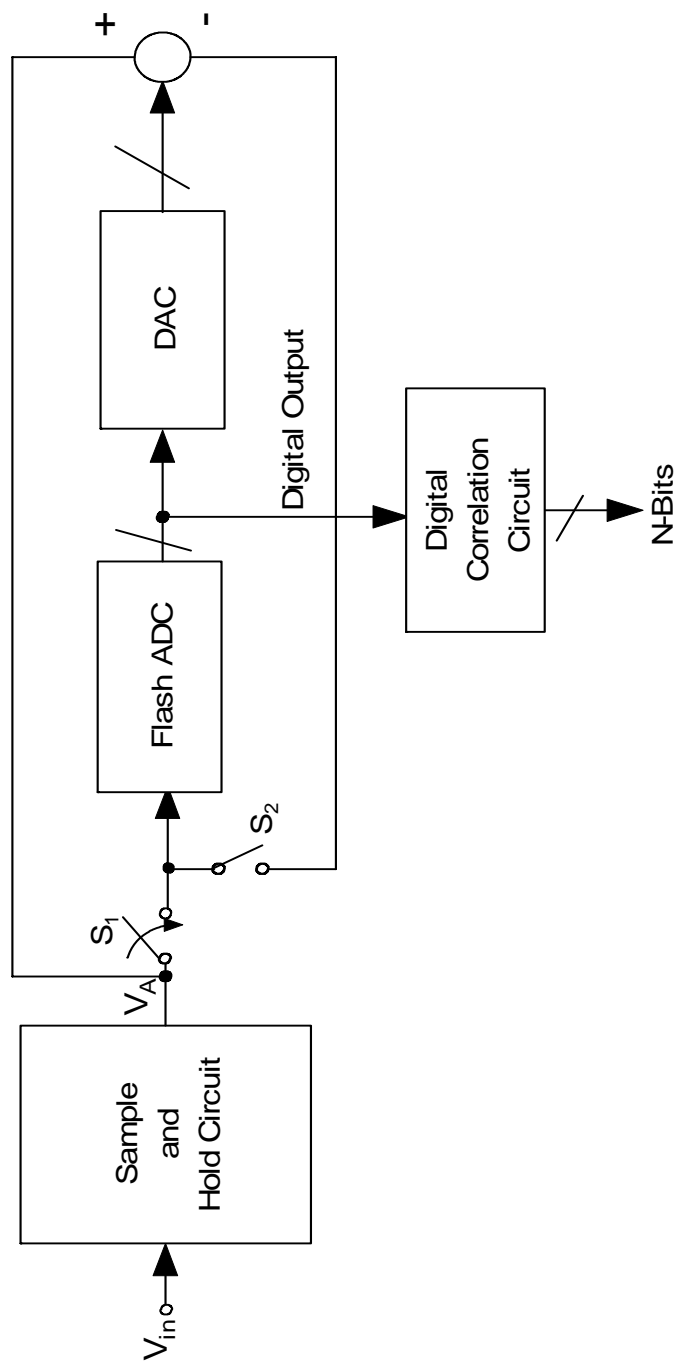 V_in
Sample
and
Hold Circuit
V_A
S_1
S_2
Flash ADC
DAC
+
-
Digital Output
Digital
Correlation
Circuit
N-Bits